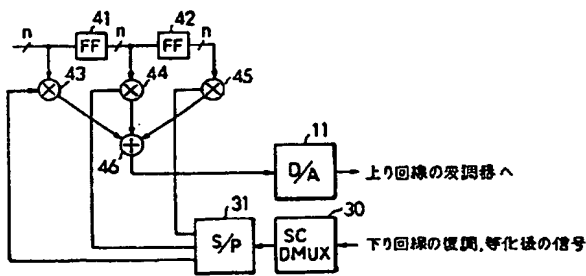 41
42
n
FF
n
FF
n
43
44
45
46
11
D/A
上り回線の変調器へ
31
30
S/P
SC
DMUX
下り回線の復調,等化後の信号